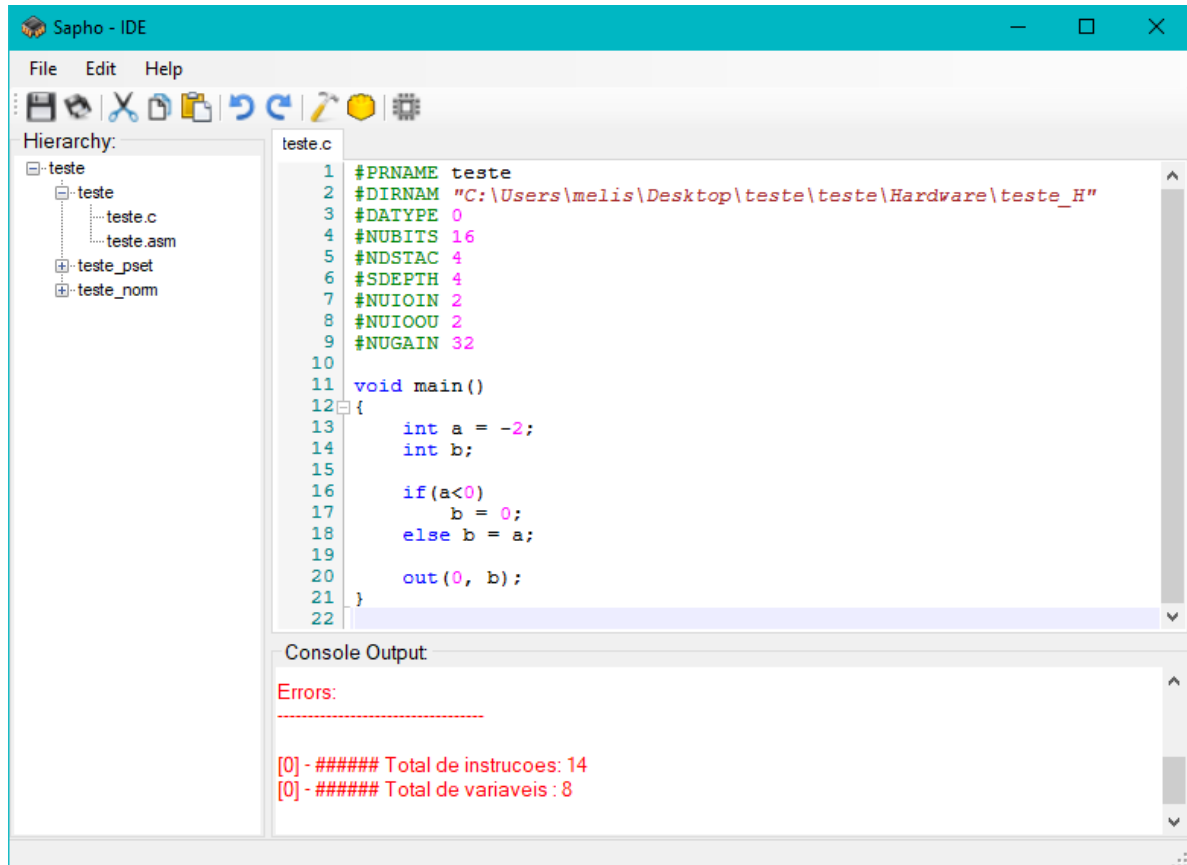 Sapho - IDE
File Edit Help
Hierarchy:
teste
teste
teste.c
teste.asm
teste_pset
teste_norm
teste.c
1 #PRNAME teste
2 #DIRNAM "C:\Users\melis\Desktop\teste\teste\Hardware\teste_H"
3 #DATYPE 0
4 #NUBITS 16
5 #NDSTAC 4
6 #SDEPTH 4
7 #NUIOIN 2
8 #NUIOOU 2
9 #NUGAIN 32
10
11 void main()
12 {
13     int a = -2;
14     int b;
15
16     if(a<0)
17         b = 0;
18     else b = a;
19
20     out(0, b);
21 }
22
Console Output:
Errors:
----------------------------------
[0] - ###### Total de instrucoes: 14
[0] - ###### Total de variaveis : 8